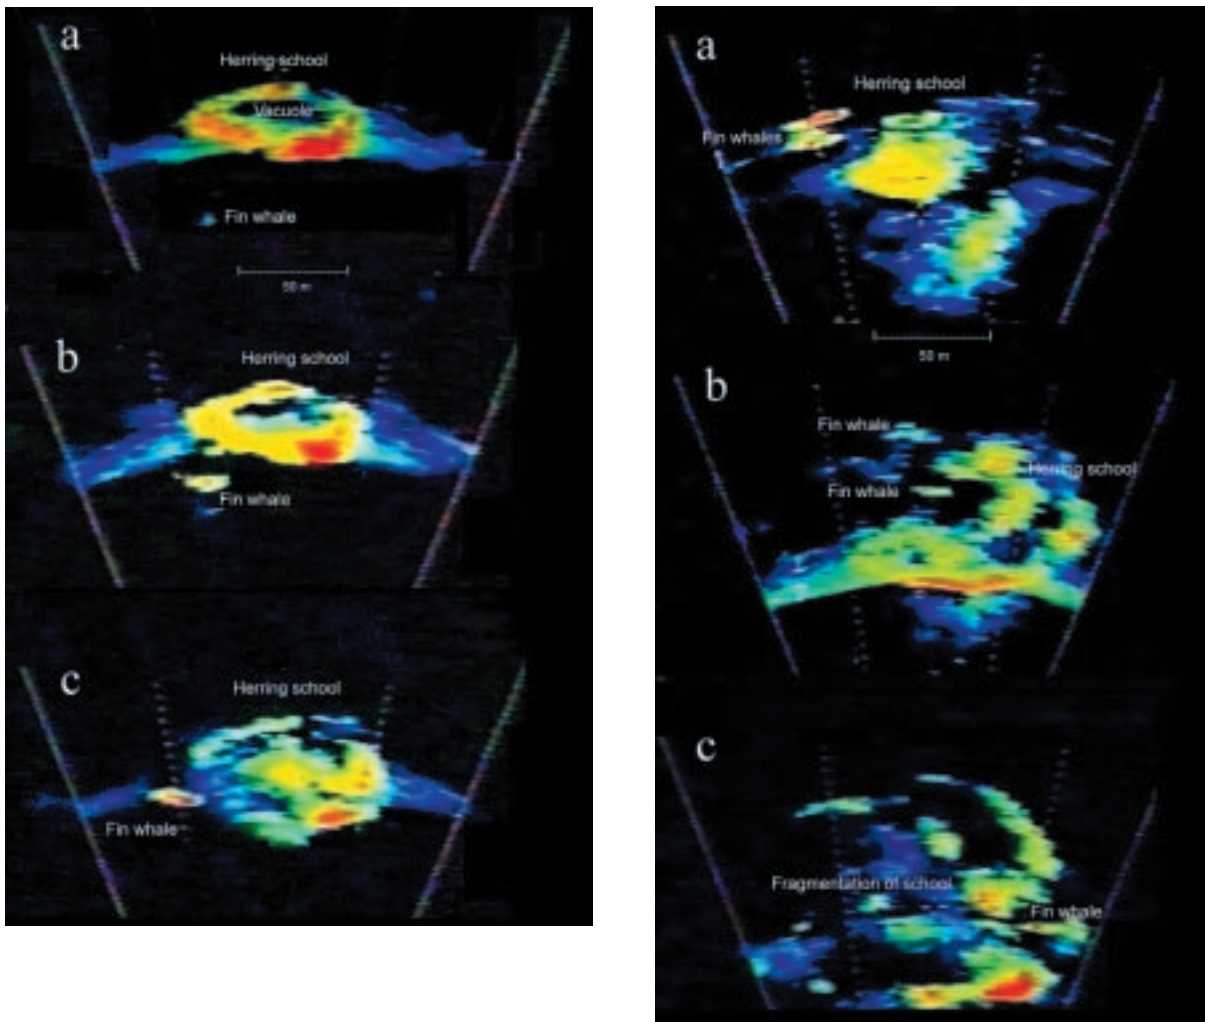 a
Herring school
Vacuole
Fin whale
50 m
b
Herring school
Fin whale
c
Herring school
Fin whale
a
Herring school
Fin whales
50 m
b
Fin whale
Herring school
Fin whale
c
Fragmentation of school
Fin whale